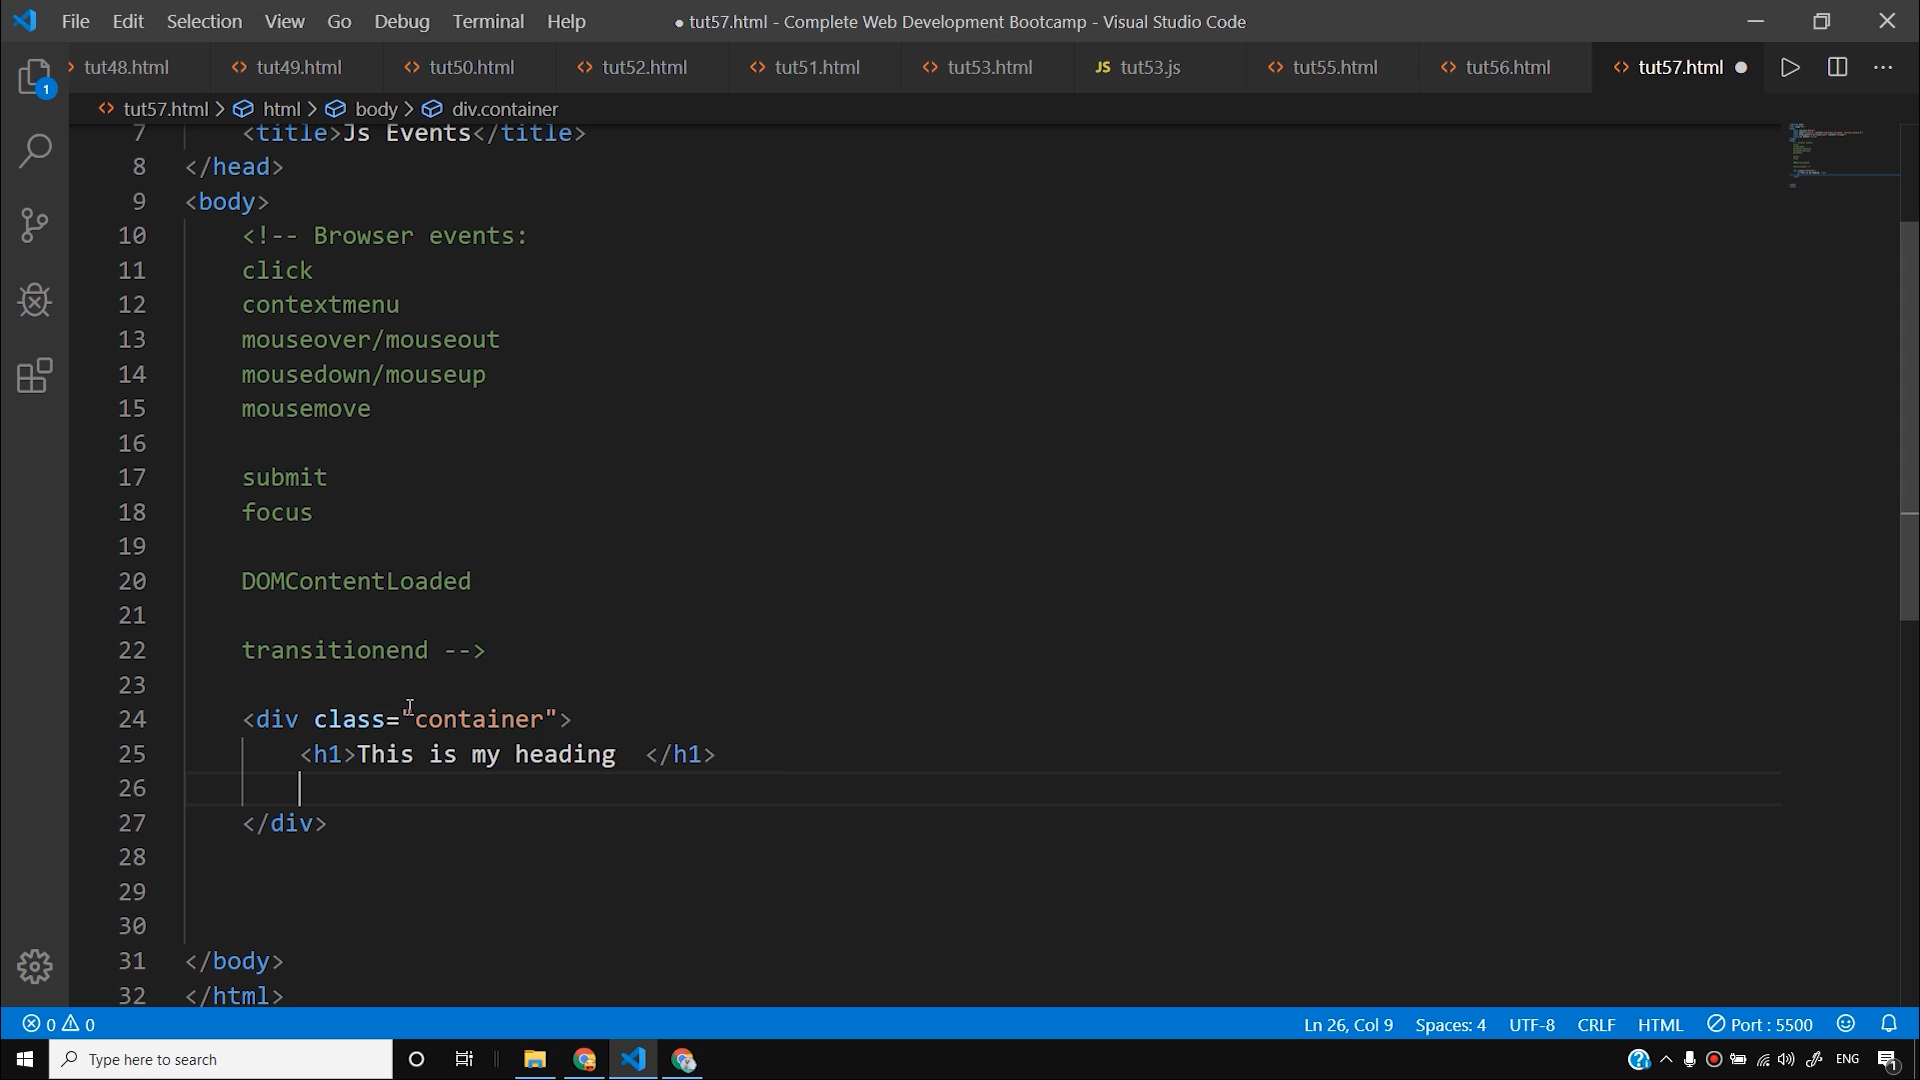 File Edit Selection View Go Debug Terminal Help ● tut57.html - Complete Web Development Bootcamp - Visual Studio Code
tut48.html <> tut49.html <> tut50.html <> tut52.html <> tut51.html <> tut53.html JS tut53.js <> tut55.html <> tut56.html <> tut57.html ●
1
<> tut57.html > html > body > div.container
7 <title>Js Events</title>
8 </head>
9 <body>
10 <!-- Browser events:
11 click
12 contextmenu
13 mouseover/mouseout
14 mousedown/mouseup
15 mousemove
16
17 submit
18 focus
19
20 DOMContentLoaded
21
22 transitionend -->
23
24 <div class="container">
25 <h1>This is my heading  </h1>
26
27 </div>
28
29
30
31 </body>
32 </html>
0 0 Ln 26, Col 9 Spaces: 4 UTF-8 CRLF HTML Port : 5500
Type here to search ENG 1